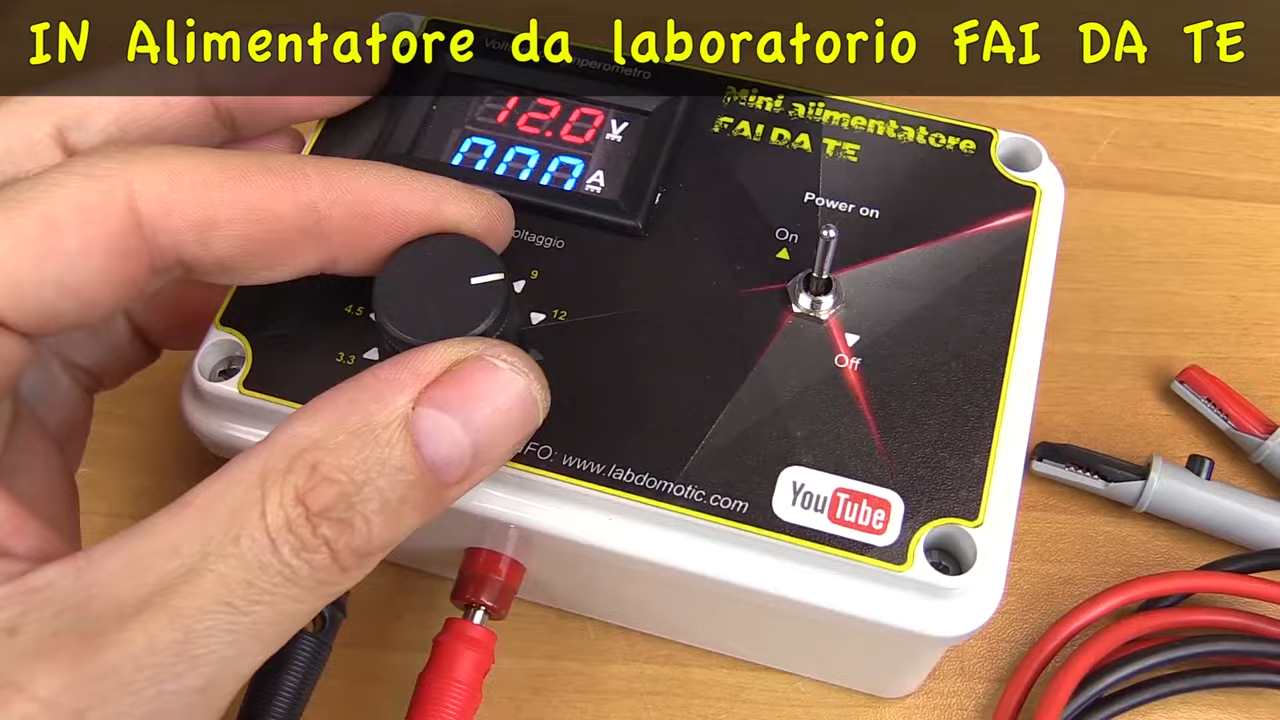 IN Alimentatore da laboratorio FAI DA TE
12.0 V
000 A
Mini alimentatore
FAI DA TE
Power on
On
Off
9
12
4.5
3.3
www.labdomotic.com
YouTube